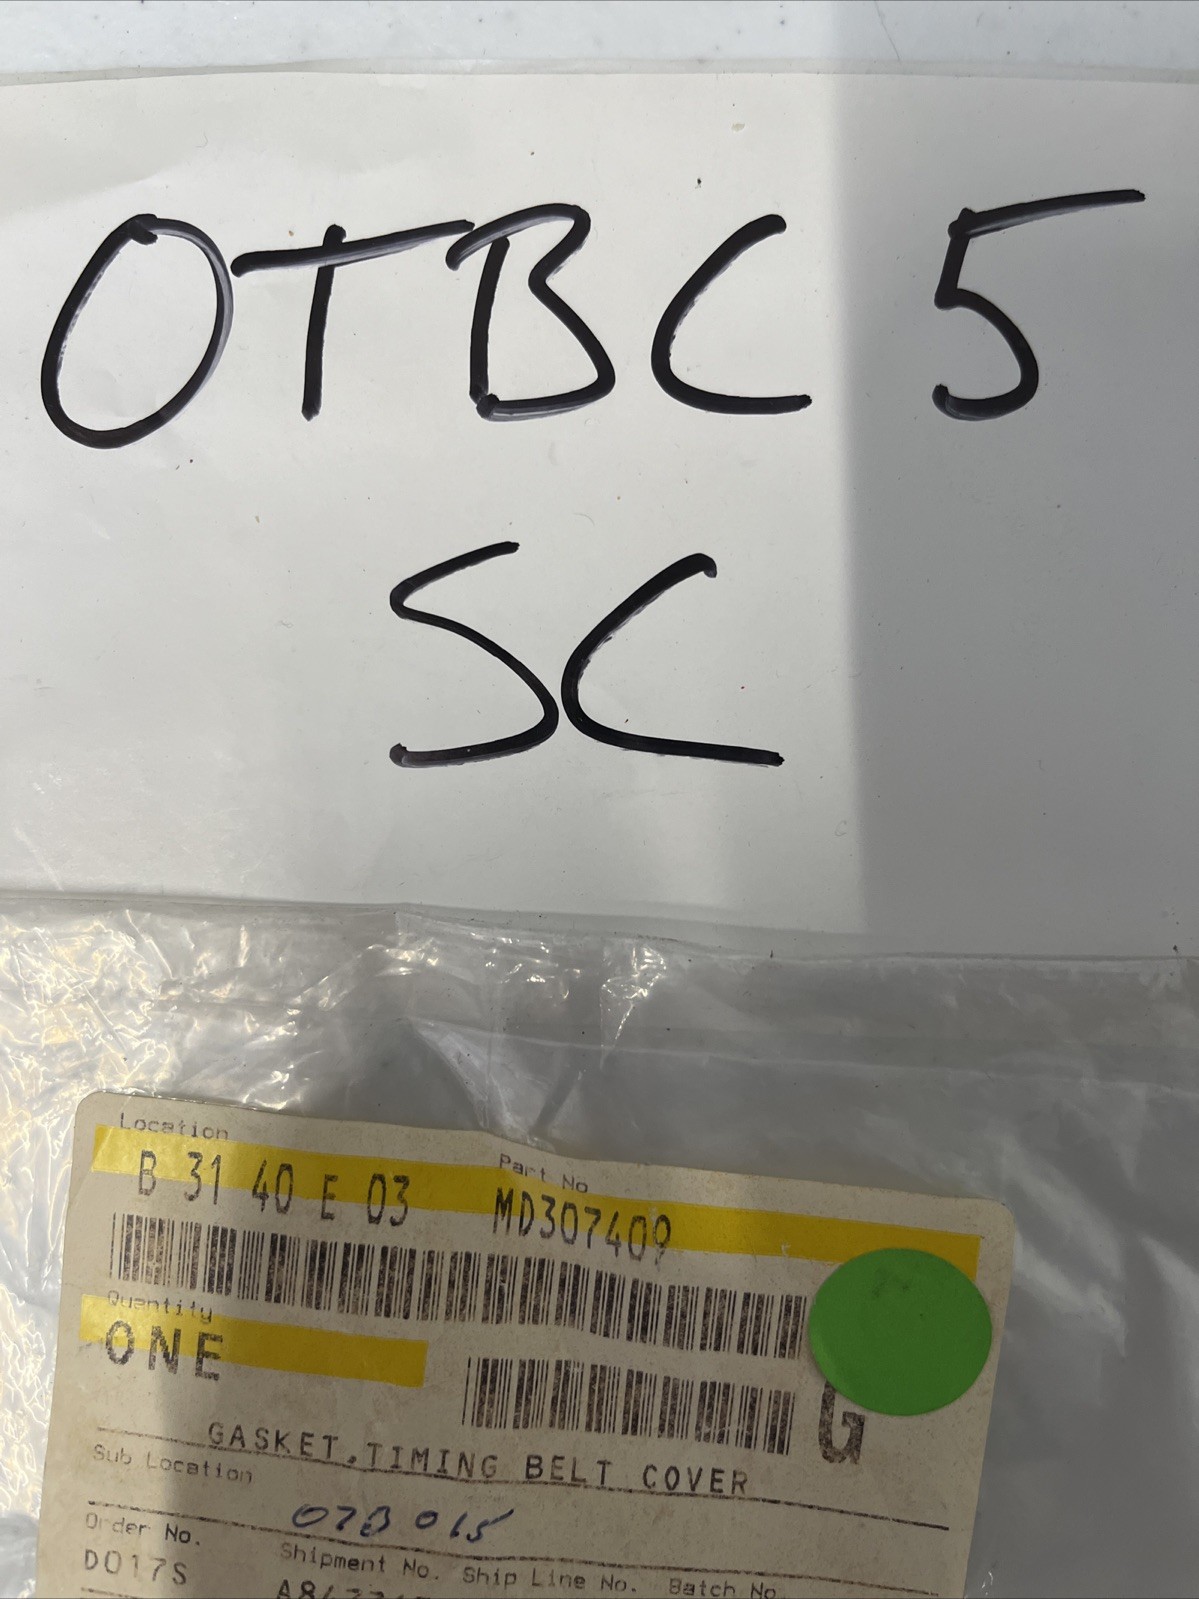 OTBC 5
SC
Location
Part No
B 31 40 E 03 MD307409
Quantity
ONE
G
GASKET,TIMING BELT COVER
Sub Location
OTB 015
Order No.
Shipment No. Ship Line No. Batch No.
D017S